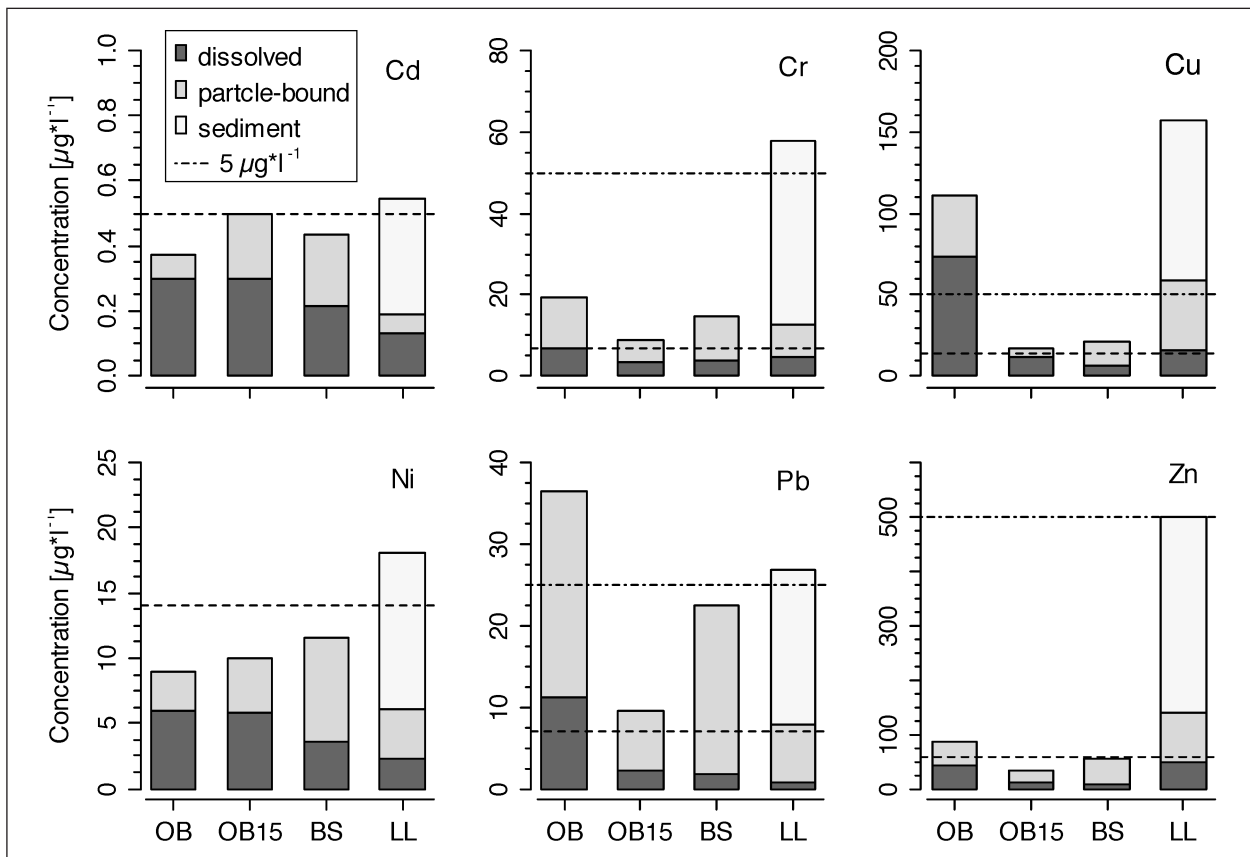 dissolved
partcle-bound
sediment
5 µg*l⁻¹
Cd
Concentration [µg*l⁻¹]
0.0 0.2 0.4 0.6 0.8 1.0
Cr
0 20 40 60 80
Cu
0 50 100 150 200
Ni
Concentration [µg*l⁻¹]
0 5 10 15 20 25
OB OB15 BS LL
Pb
0 10 20 30 40
OB OB15 BS LL
Zn
0 100 300 500
OB OB15 BS LL